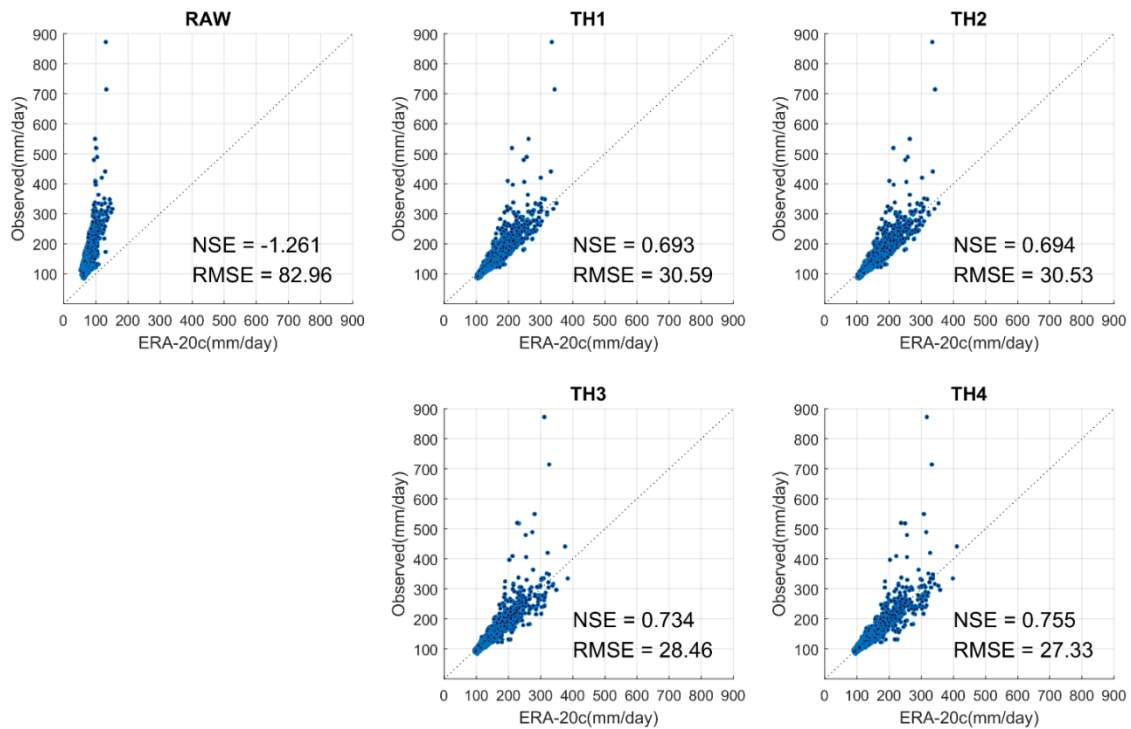 RAW
900
800
700
600
500
400
300
200
100
Observed(mm/day)
NSE = -1.261
RMSE = 82.96
0 100 200 300 400 500 600 700 800 900
ERA-20c(mm/day)
TH1
900
800
700
600
500
400
300
200
100
Observed(mm/day)
NSE = 0.693
RMSE = 30.59
0 100 200 300 400 500 600 700 800 900
ERA-20c(mm/day)
TH2
900
800
700
600
500
400
300
200
100
Observed(mm/day)
NSE = 0.694
RMSE = 30.53
0 100 200 300 400 500 600 700 800 900
ERA-20c(mm/day)
TH3
900
800
700
600
500
400
300
200
100
Observed(mm/day)
NSE = 0.734
RMSE = 28.46
0 100 200 300 400 500 600 700 800 900
ERA-20c(mm/day)
TH4
900
800
700
600
500
400
300
200
100
Observed(mm/day)
NSE = 0.755
RMSE = 27.33
0 100 200 300 400 500 600 700 800 900
ERA-20c(mm/day)